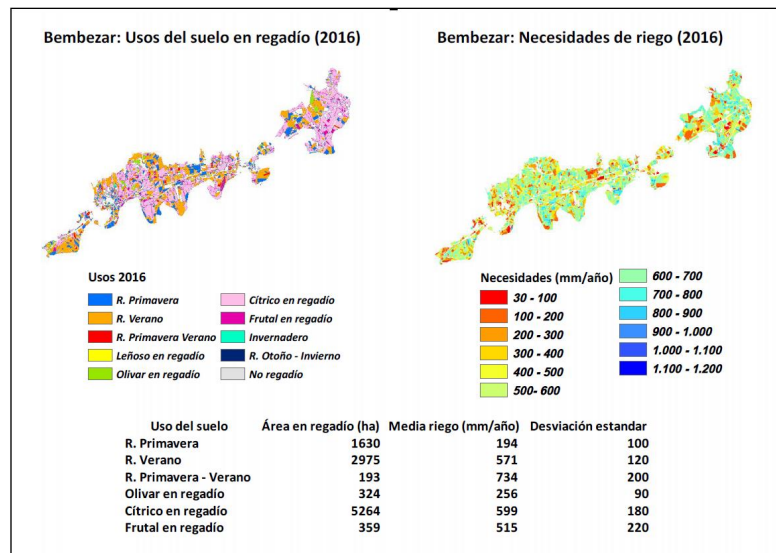 Bembezar: Usos del suelo en regadío (2016)
Bembezar: Necesidades de riego (2016)
Usos 2016
R. Primavera
R. Verano
R. Primavera Verano
Leñoso en regadío
Olivar en regadío
Cítrico en regadío
Frutal en regadío
Invernadero
R. Otoño - Invierno
No regadío
Necesidades (mm/año)
30 - 100
100 - 200
200 - 300
300 - 400
400 - 500
500- 600
600 - 700
700 - 800
800 - 900
900 - 1.000
1.000 - 1.100
1.100 - 1.200
Uso del suelo Área en regadío (ha) Media riego (mm/año) Desviación estandar
R. Primavera 1630 194 100
R. Verano 2975 571 120
R. Primavera - Verano 193 734 200
Olivar en regadío 324 256 90
Cítrico en regadío 5264 599 180
Frutal en regadío 359 515 220